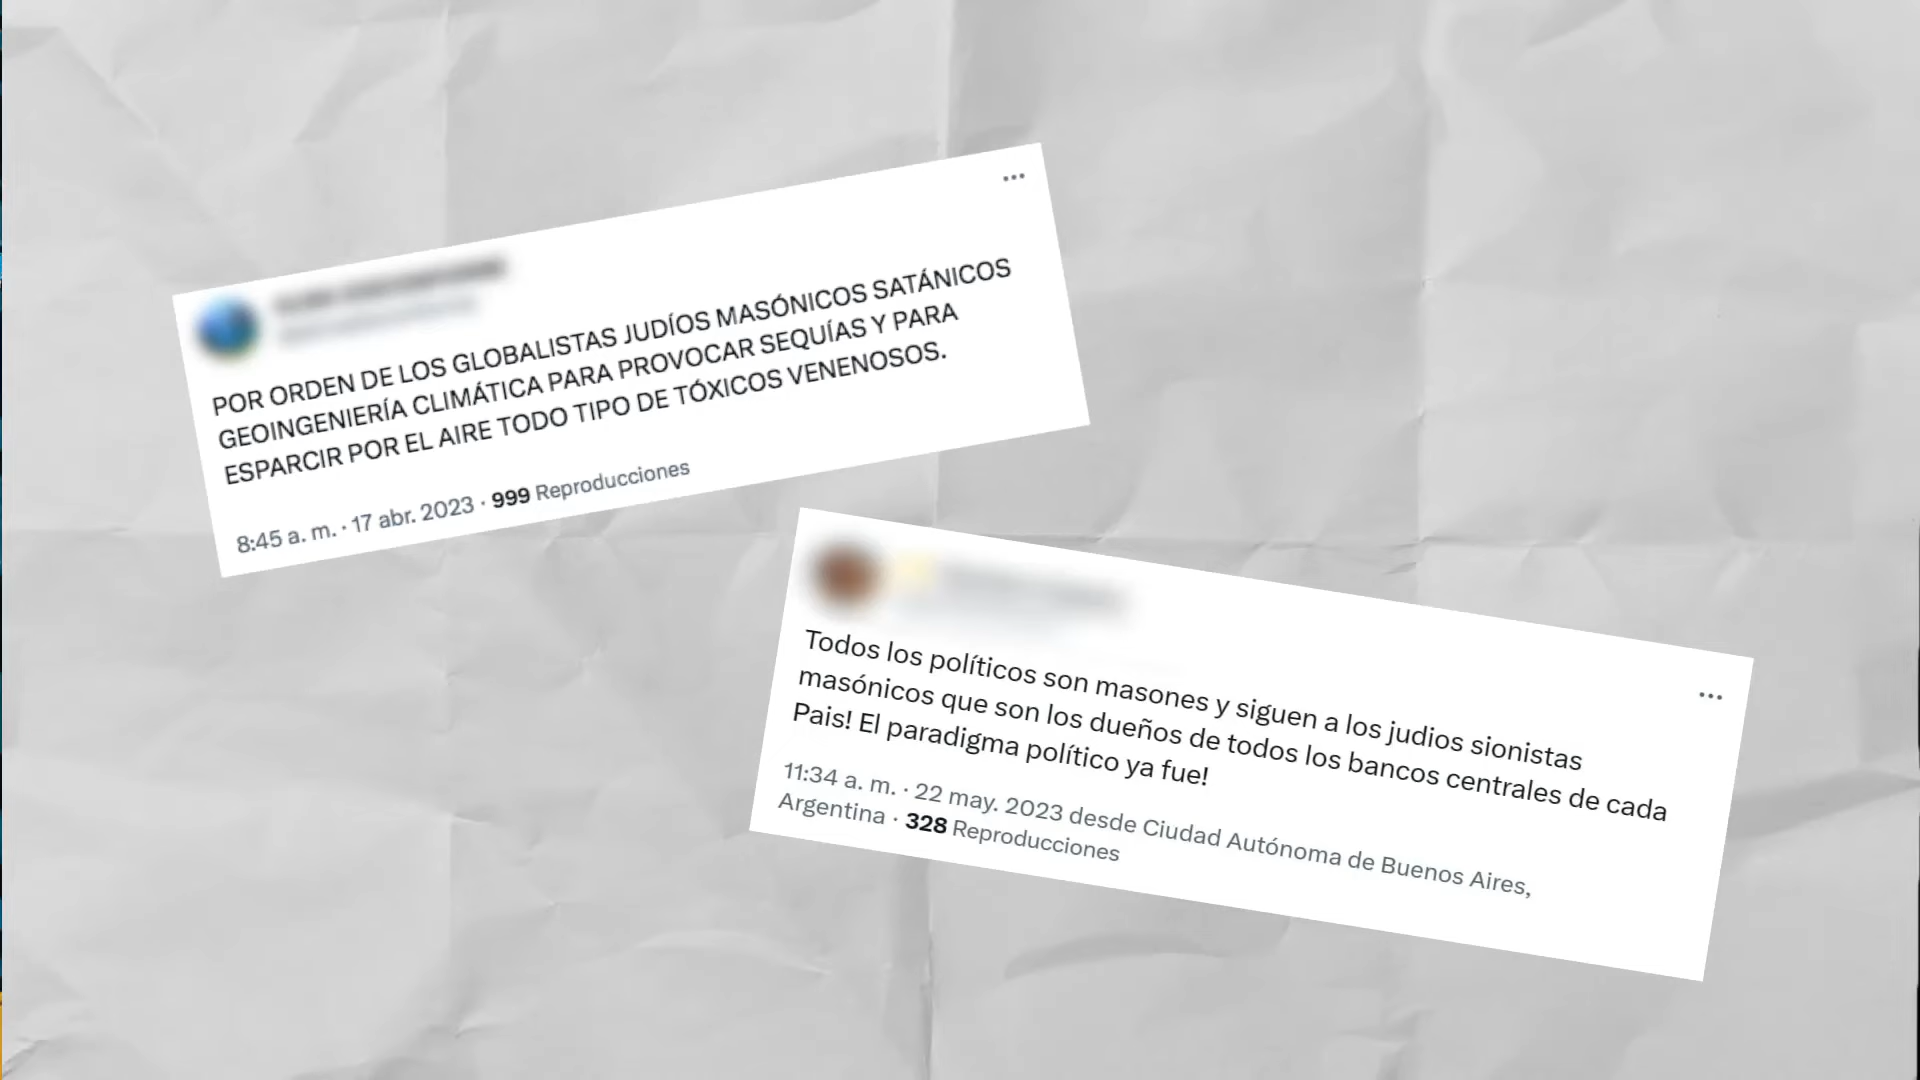 POR ORDEN DE LOS GLOBALISTAS JUDÍOS MASÓNICOS SATÁNICOS
GEOINGENIERÍA CLIMÁTICA PARA PROVOCAR SEQUÍAS Y PARA
ESPARCIR POR EL AIRE TODO TIPO DE TÓXICOS VENENOSOS.
8:45 a. m. · 17 abr. 2023 · 999 Reproducciones
Todos los políticos son masones y siguen a los judios sionistas
masónicos que son los dueños de todos los bancos centrales de cada
Pais! El paradigma político ya fue!
11:34 a. m. · 22 may. 2023 desde Ciudad Autónoma de Buenos Aires,
Argentina · 328 Reproducciones